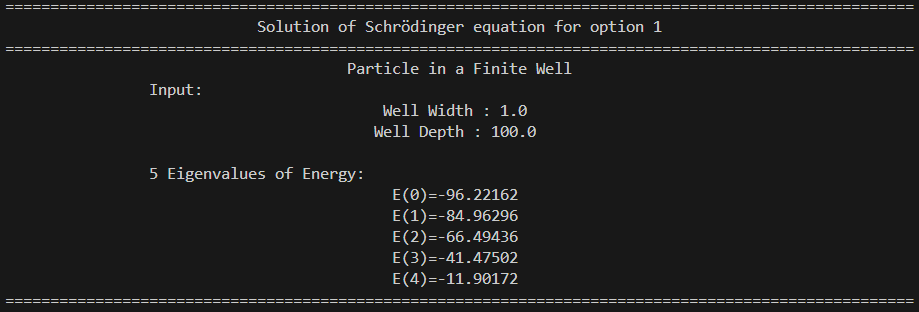 =====================================================================================================
Solution of Schrödinger equation for option 1
=====================================================================================================
Particle in a Finite Well
Input:
Well Width : 1.0
Well Depth : 100.0
5 Eigenvalues of Energy:
E(0)=-96.22162
E(1)=-84.96296
E(2)=-66.49436
E(3)=-41.47502
E(4)=-11.90172
=====================================================================================================